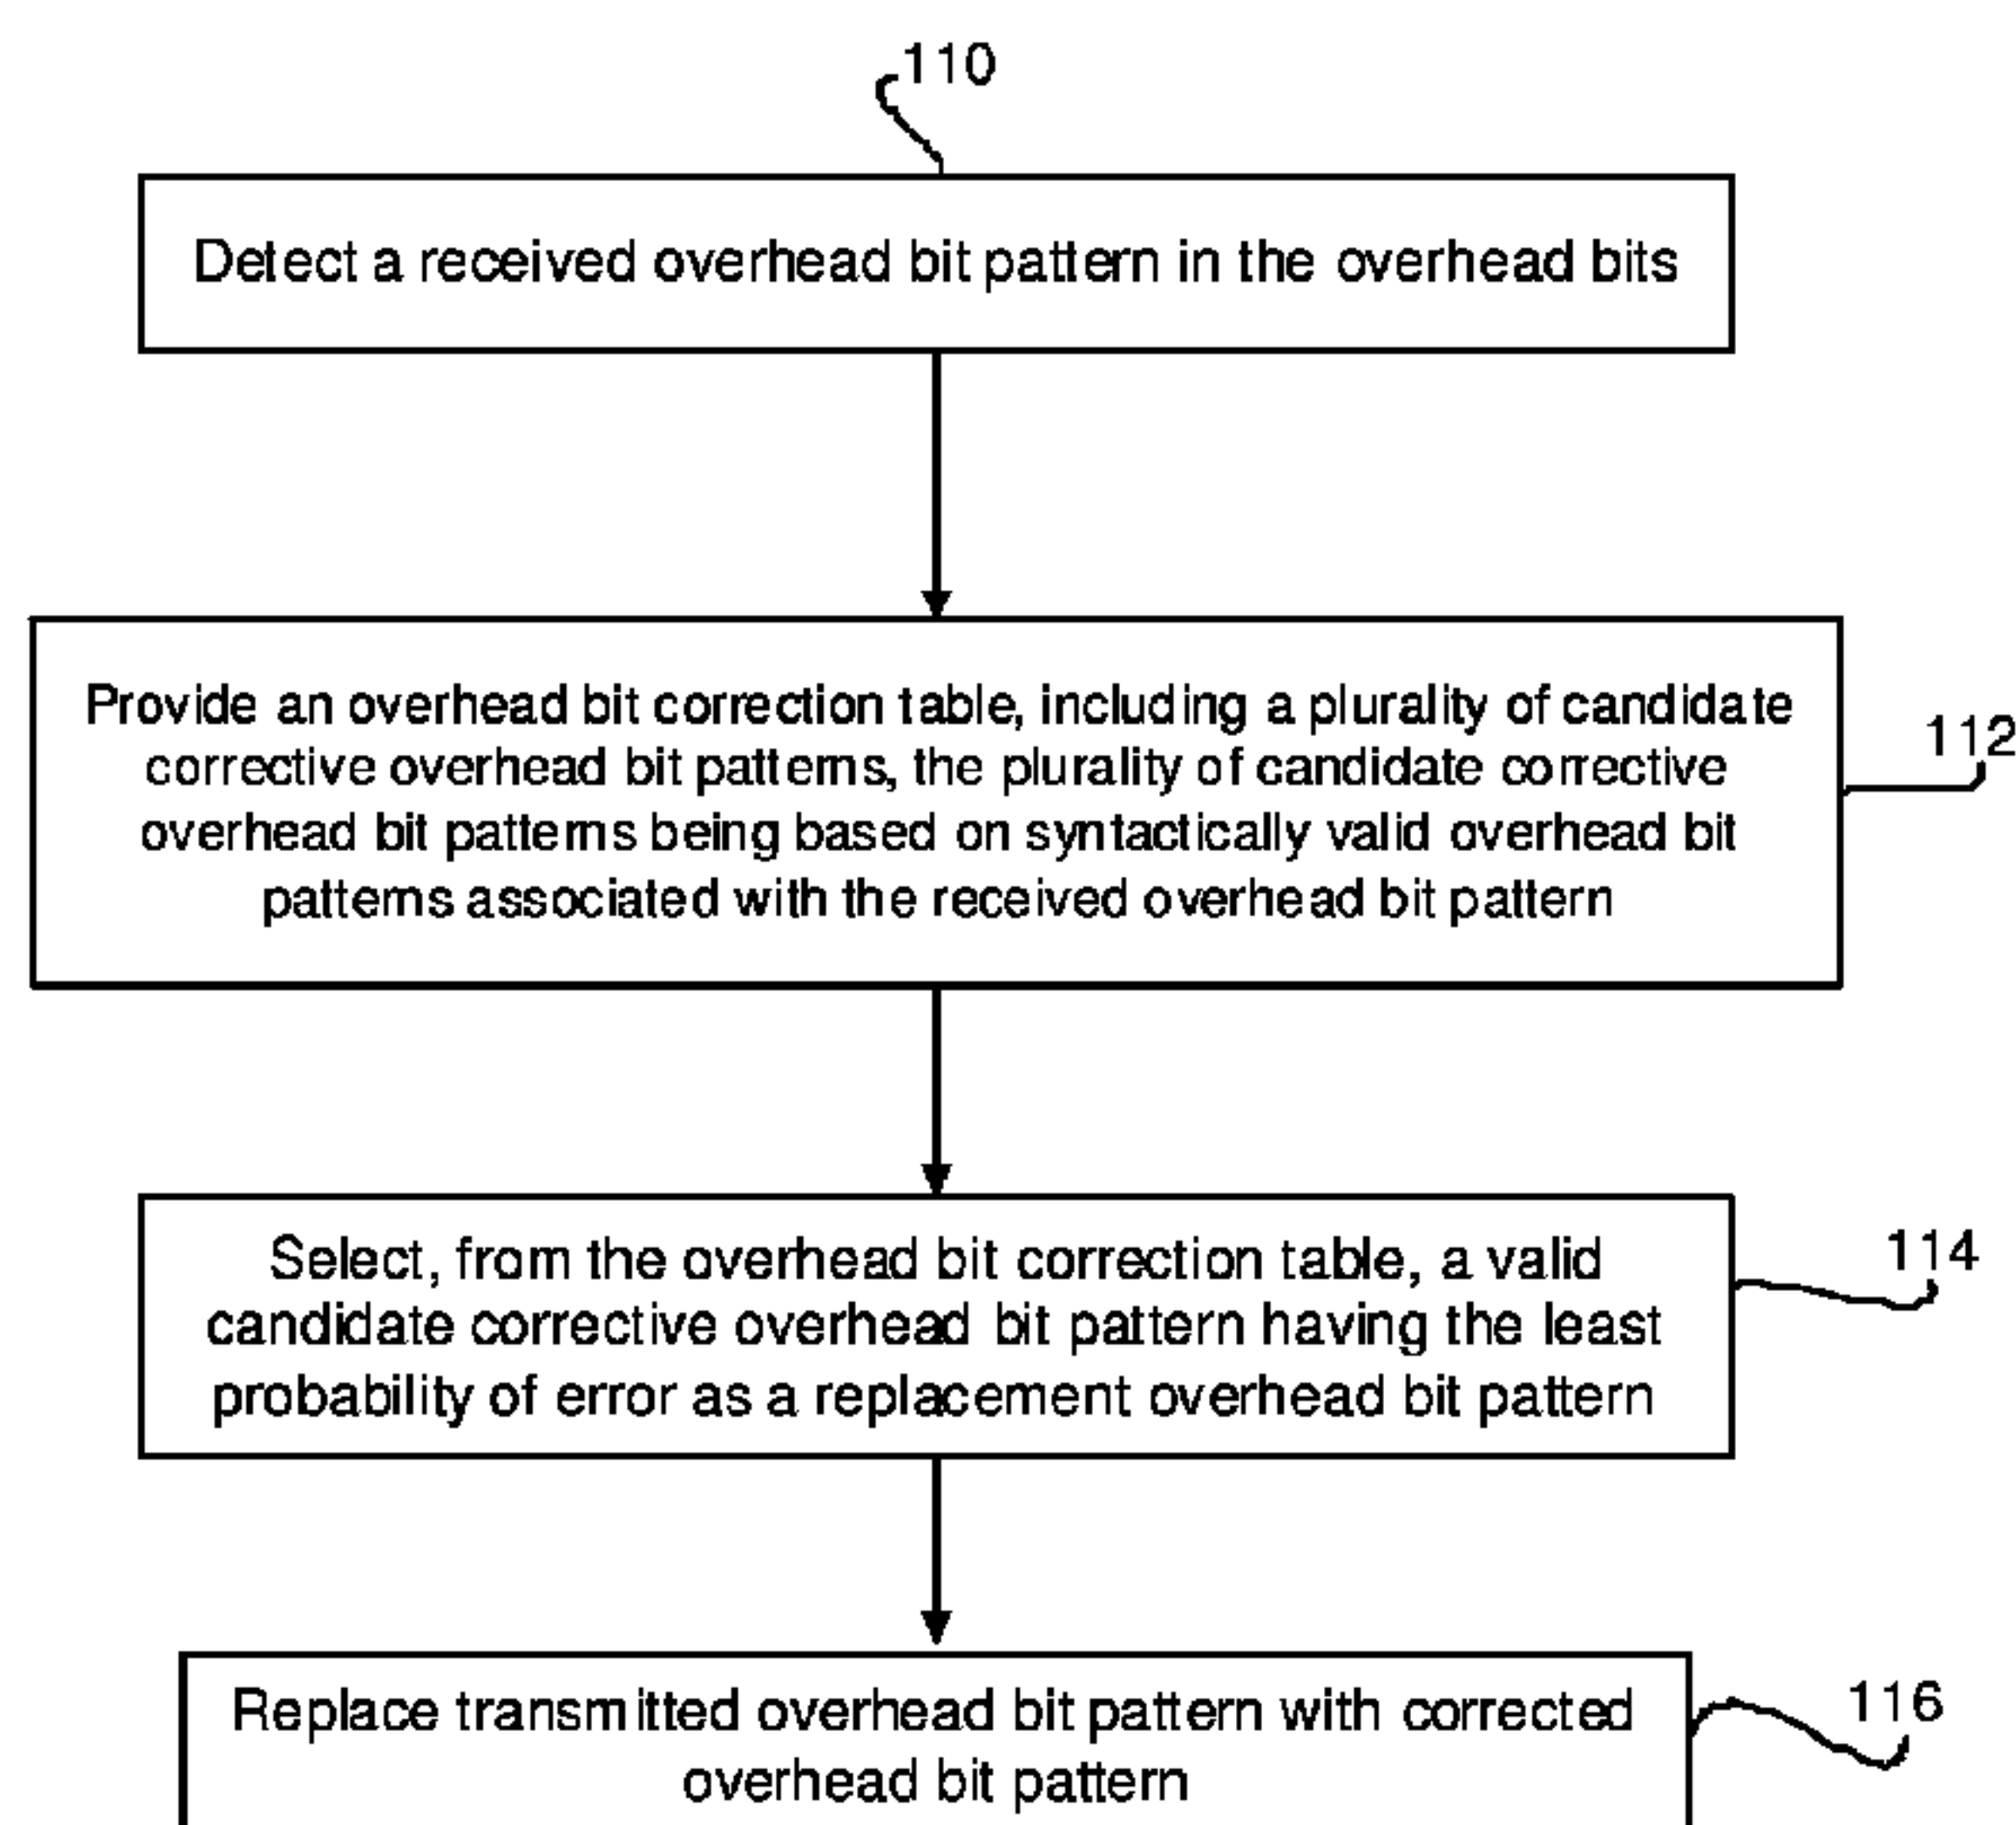 110
Detect a received overhead bit pattern in the overhead bits
Provide an overhead bit correction table, including a plurality of candidate
corrective overhead bit patterns, the plurality of candidate corrective
overhead bit patterns being based on syntactically valid overhead bit
patterns associated with the received overhead bit pattern
112
Select, from the overhead bit correction table, a valid
candidate corrective overhead bit pattern having the least
probability of error as a replacement overhead bit pattern
114
Replace transmitted overhead bit pattern with corrected
overhead bit pattern
116